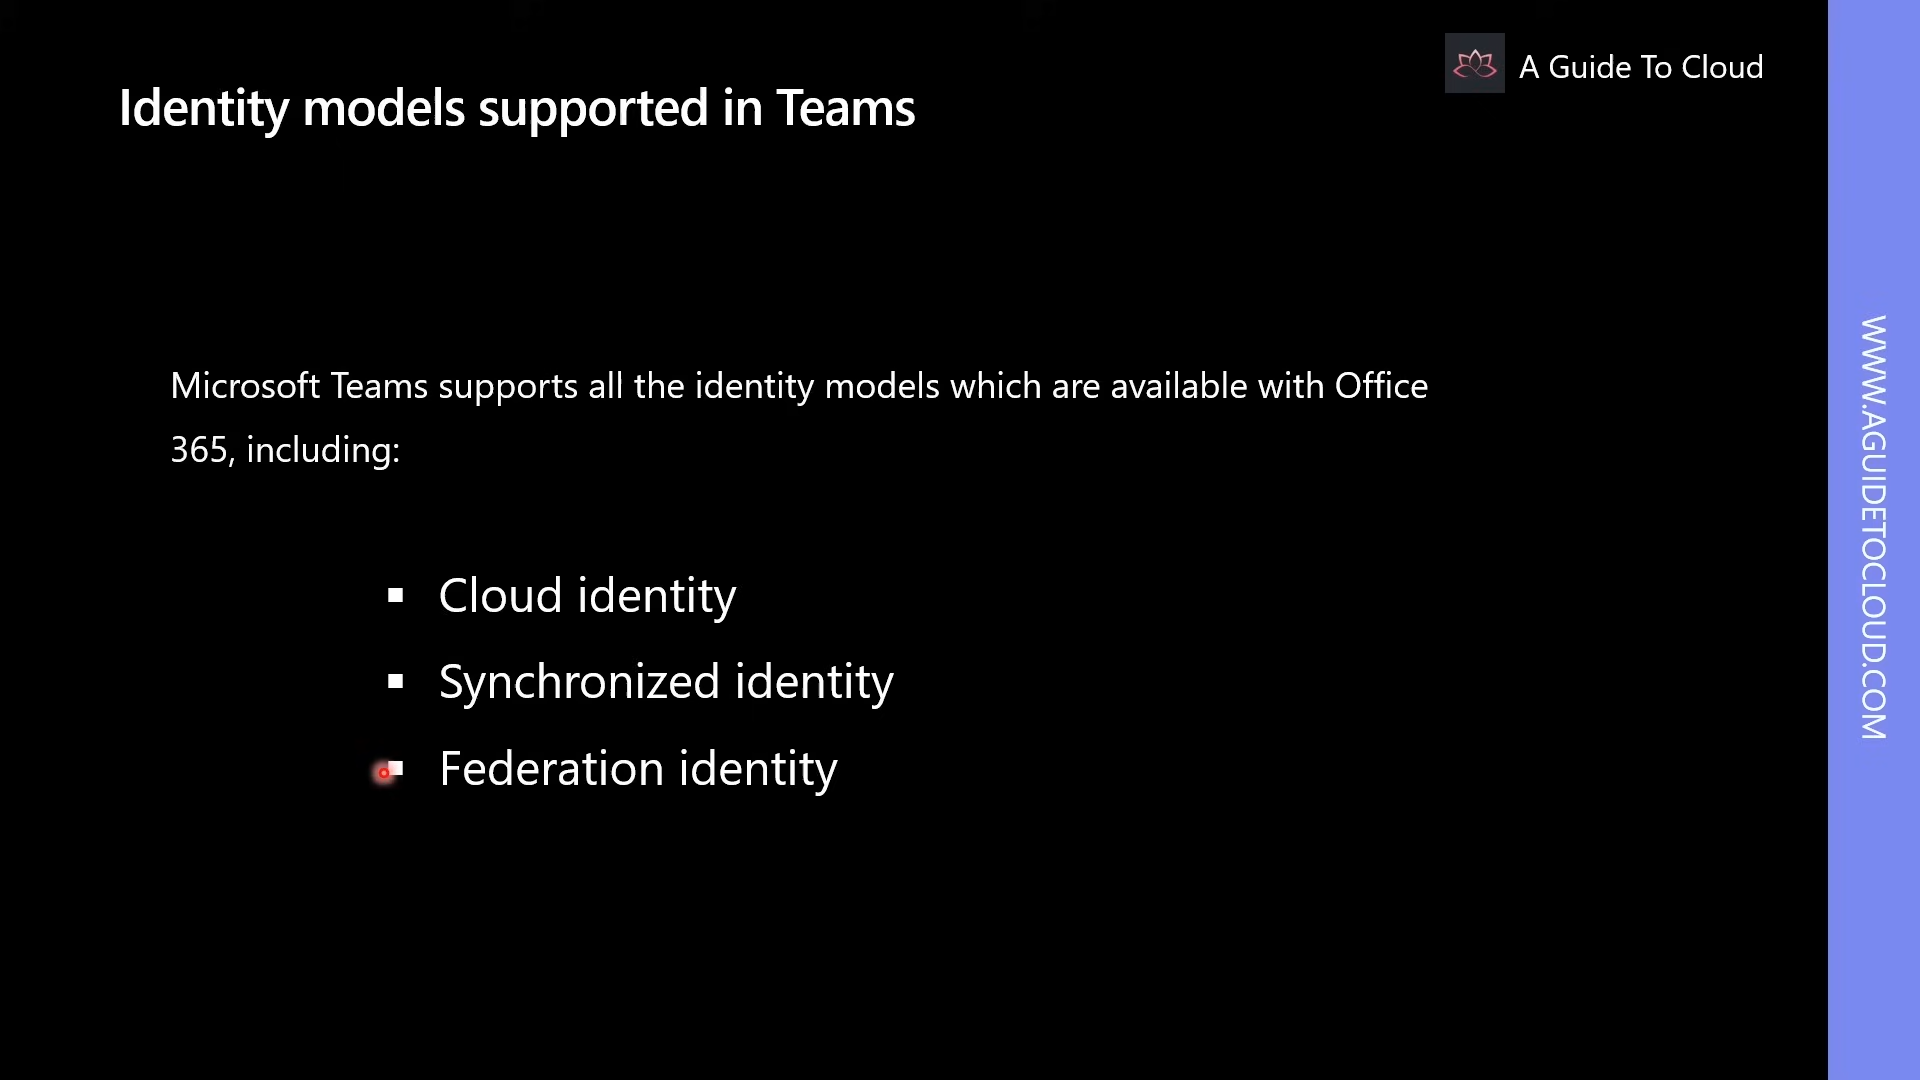 A Guide To Cloud
Identity models supported in Teams
Microsoft Teams supports all the identity models which are available with Office
365, including:
▪ Cloud identity
▪ Synchronized identity
▪ Federation identity
WWW.AGUIDETOCLOUD.COM